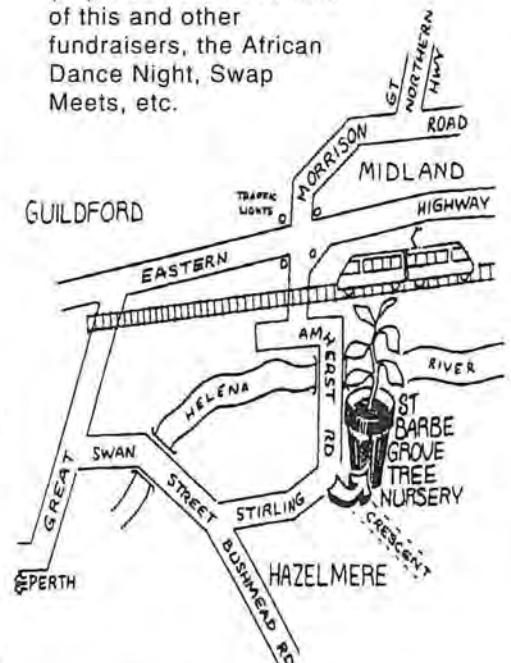 of this and other
fundraisers, the African
Dance Night, Swap
Meets, etc.
GT
NORTHERN
HWY
MORRISON
ROAD
MIDLAND
TRAFFIC
LIGHTS
HIGHWAY
GUILDFORD
EASTERN
AMHERST
RD
RIVER
HELENA
ST
BARBE
GROVE
TREE
NURSERY
GREAT
SWAN
STREET
STIRLING
CRESCENT
PERTH
BUSHMEAD RD
HAZELMERE